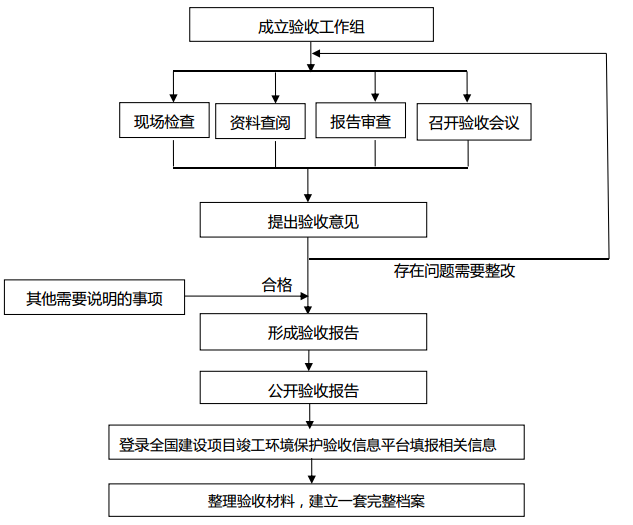 成立验收工作组
现场检查
资料查阅
报告审查
召开验收会议
提出验收意见
存在问题需要整改
合格
其他需要说明的事项
形成验收报告
公开验收报告
登录全国建设项目竣工环境保护验收信息平台填报相关信息
整理验收材料，建立一套完整档案